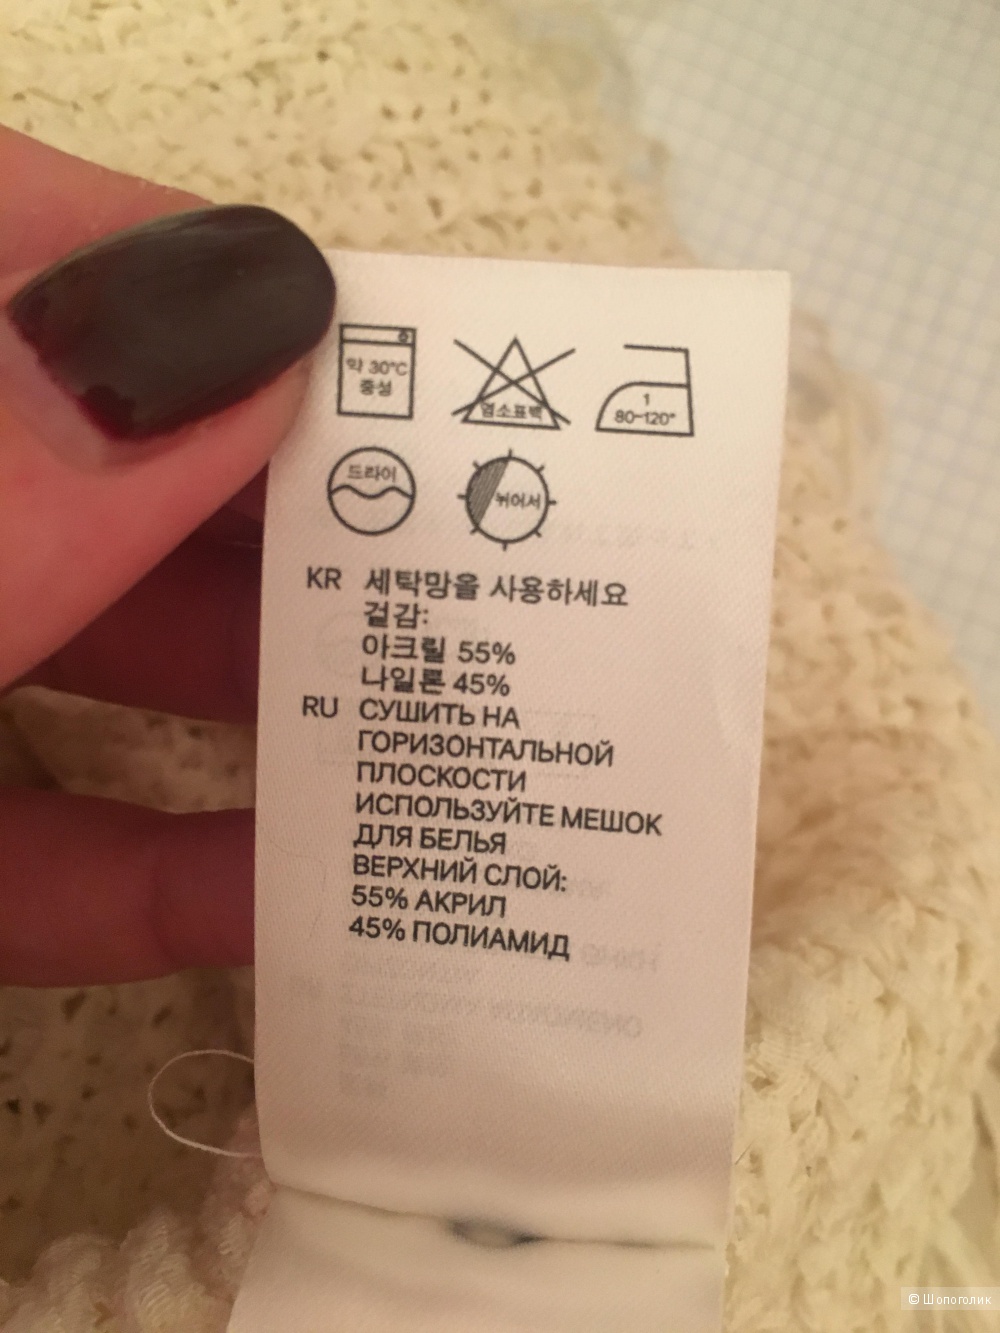 약 30°C
중성
염소표백
1
80-120°
드라이
뉘어서
KR 세탁망을 사용하세요
겉감:
아크릴 55%
나일론 45%
RU СУШИТЬ НА
ГОРИЗОНТАЛЬНОЙ
ПЛОСКОСТИ
ИСПОЛЬЗУЙТЕ МЕШОК
ДЛЯ БЕЛЬЯ
ВЕРХНИЙ СЛОЙ:
55% АКРИЛ
45% ПОЛИАМИД
© Шопоголик